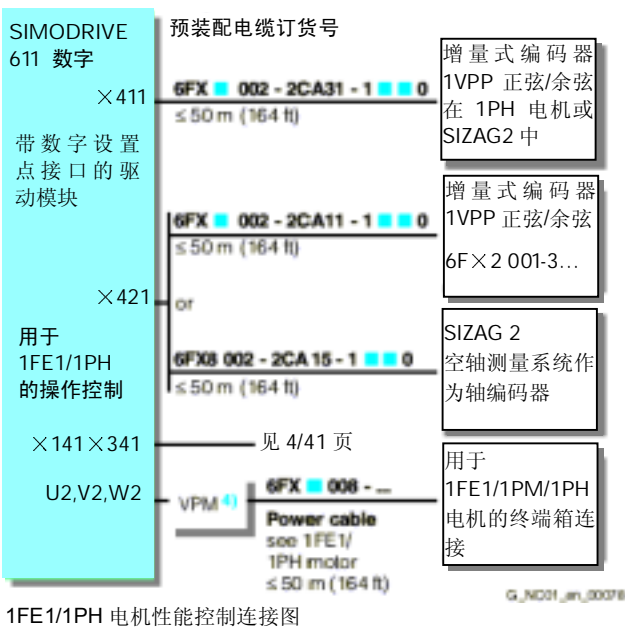 SIMODRIVE
611 数字
预装配电缆订货号
×411
带数字设置
点接口的驱
动模块
×421
用于
1FE1/1PH
的操作控制
×141×341
U2,V2,W2
6FX ■ 002 - 2CA31 - 1 ■ ■ 0
≤ 50 m (164 ft)
增量式编码器
1VPP 正弦/余弦
在 1PH 电机或
SIZAG2 中
6FX ■ 002 - 2CA11 - 1 ■ ■ 0
≤ 50 m (164 ft)
增量式编码器
1VPP 正弦/余弦
6F×2 001-3…
or
6FX8 002 - 2CA 15 - 1 ■ ■ 0
≤ 50 m (164 ft)
SIZAG 2
空轴测量系统作
为轴编码器
见 4/41 页
VPM 4)
6FX ■ 008 - ...
Power cable
see 1FE1/
1PH motor
≤ 50 m (164 ft)
用于
1FE1/1PM/1PH
电机的终端箱连
接
G_NC01_en_00078
1FE1/1PH 电机性能控制连接图